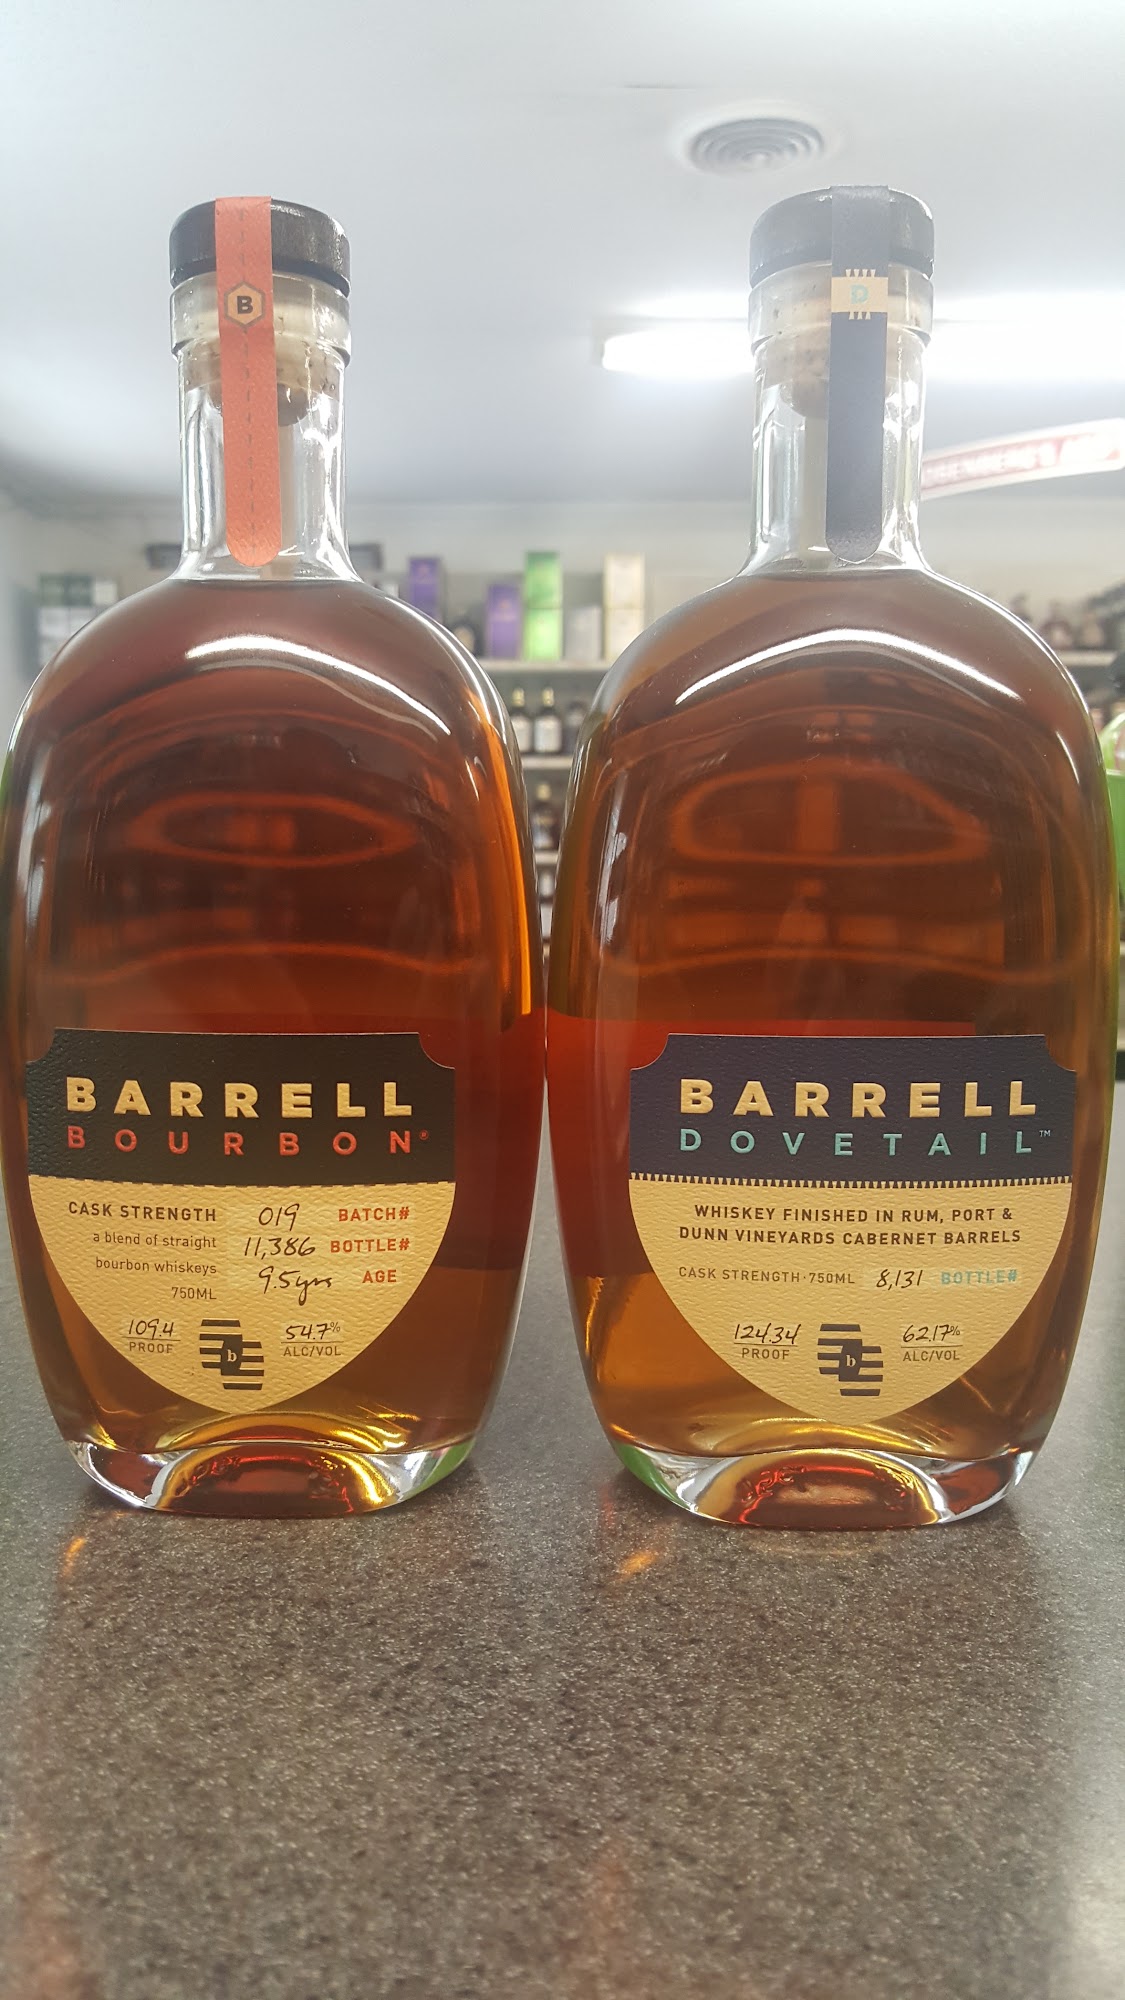 B
D
BARRELL
BOURBON®
CASK STRENGTH 019 BATCH#
a blend of straight 11,386 BOTTLE#
bourbon whiskeys 9.5yrs AGE
750ML
109.4 54.7%
PROOF b ALC/VOL
BARRELL
DOVETAIL™
WHISKEY FINISHED IN RUM, PORT &
DUNN VINEYARDS CABERNET BARRELS
CASK STRENGTH·750ML 8,131 BOTTLE#
124.34 62.17%
PROOF b ALC/VOL